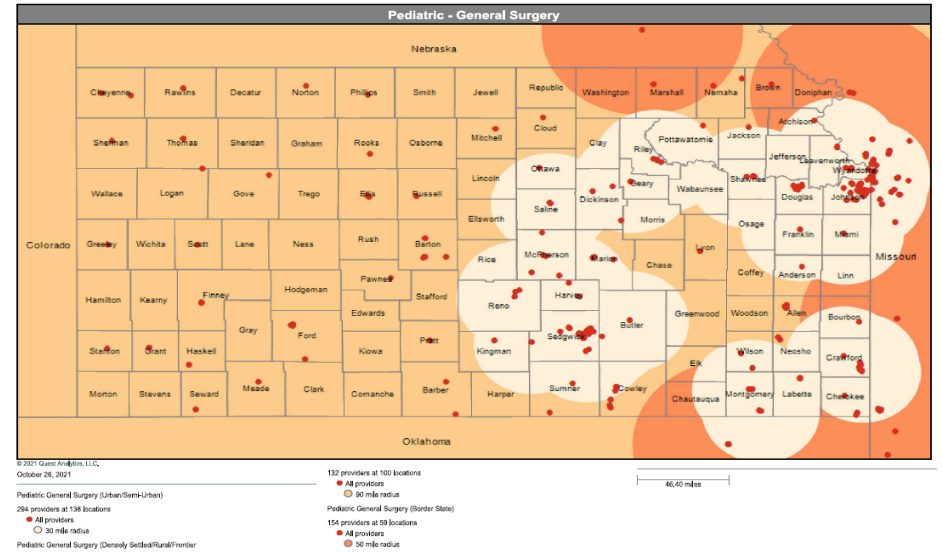 Pediatric - General Surgery
Nebraska
Cheyenne Rawlins Decatur Norton Phillips Smith Jewell Republic Washington Marshall Nemaha Brown Doniphan
Atchison
Sherman Thomas Sheridan Graham Rooks Osborne Mitchell Cloud Clay Riley Pottawatomie Jackson
Jefferson Leavenworth
Wyandotte
Wallace Logan Gove Trego Ellis Russell Lincoln Ottawa Dickinson Geary Wabaunsee Shawnee Douglas Johnson
Saline
Ellsworth Morris Osage
Colorado Greeley Wichita Scott Lane Ness Rush Barton Rice McPherson Marion Chase Lyon Franklin Miami
Missouri
Hamilton Kearny Finney Hodgeman Pawnee Stafford Reno Harvey Coffey Anderson Linn
Gray Ford Edwards Sedgwick Butler Greenwood Woodson Allen Bourbon
Stanton Grant Haskell Kiowa Pratt Kingman Elk Wilson Neosho Crawford
Morton Stevens Seward Meade Clark Comanche Barber Harper Sumner Cowley Chautauqua Montgomery Labette Cherokee
Oklahoma
© 2021 Quest Analytics, LLC.
October 26, 2021
Pediatric General Surgery (Urban/Semi-Urban)
294 providers at 138 locations
All providers
30 mile radius
Pediatric General Surgery (Densely Settled/Rural/Frontier
132 providers at 100 locations
All providers
90 mile radius
Pediatric General Surgery (Border State)
154 providers at 59 locations
All providers
50 mile radius
46.40 miles